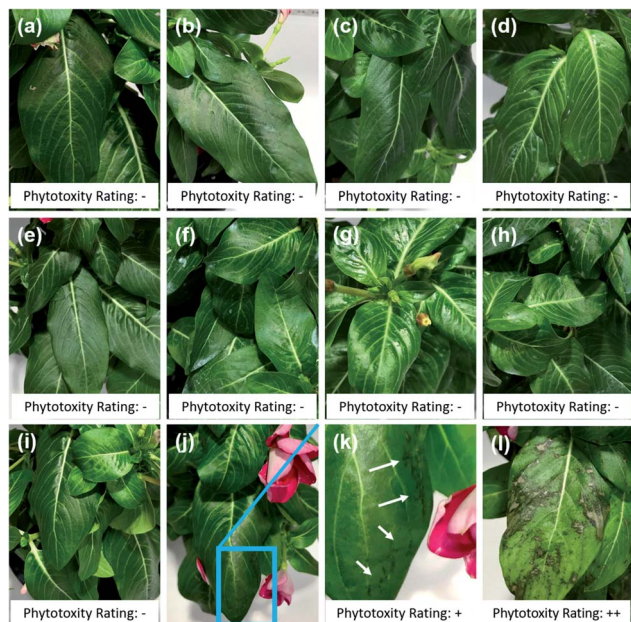 (a)
(b)
(c)
(d)
Phytotoxity Rating: -
Phytotoxity Rating: -
Phytotoxity Rating: -
Phytotoxity Rating: -
(e)
(f)
(g)
(h)
Phytotoxity Rating: -
Phytotoxity Rating: -
Phytotoxity Rating: -
Phytotoxity Rating: -
(i)
(j)
(k)
(l)
Phytotoxity Rating: -
Phytotoxity Rating: +
Phytotoxity Rating: ++